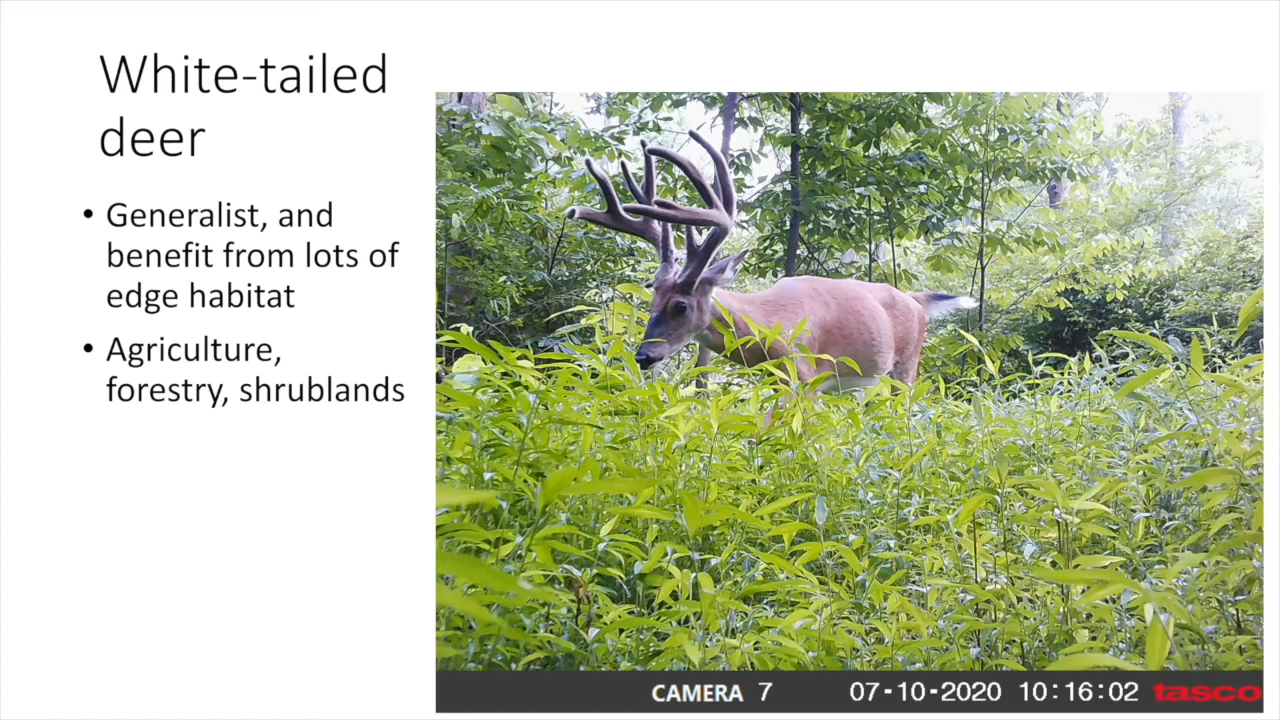 White-tailed
deer
• Generalist, and
benefit from lots of
edge habitat
• Agriculture,
forestry, shrublands
CAMERA 7 07-10-2020 10:16:02 tasco